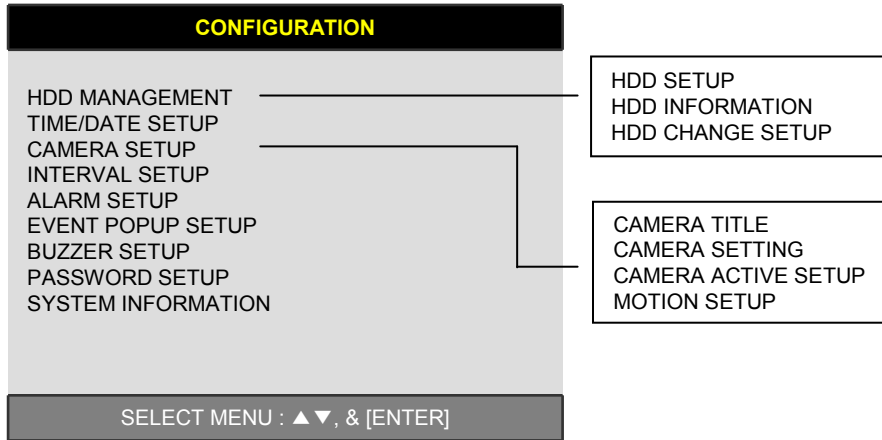 CONFIGURATION
HDD MANAGEMENT
TIME/DATE SETUP
CAMERA SETUP
INTERVAL SETUP
ALARM SETUP
EVENT POPUP SETUP
BUZZER SETUP
PASSWORD SETUP
SYSTEM INFORMATION
SELECT MENU : ▲▼, & [ENTER]
HDD SETUP
HDD INFORMATION
HDD CHANGE SETUP
CAMERA TITLE
CAMERA SETTING
CAMERA ACTIVE SETUP
MOTION SETUP